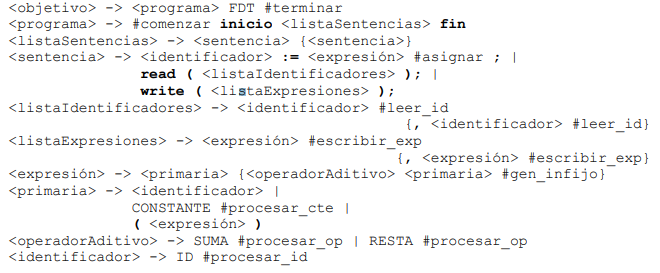 <objetivo> -> <programa> FDT #terminar
<programa> -> #comenzar inicio <listaSentencias> fin
<listaSentencias> -> <sentencia> {<sentencia>}
<sentencia> -> <identificador> := <expresión> #asignar ; |
read ( <listaIdentificadores> ); |
write ( <listaExpresiones> );
<listaIdentificadores> -> <identificador> #leer_id
{, <identificador> #leer_id}
<listaExpresiones> -> <expresión> #escribir_exp
{, <expresión> #escribir_exp}
<expresión> -> <primaria> {<operadorAditivo> <primaria> #gen_infijo}
<primaria> -> <identificador> |
CONSTANTE #procesar_cte |
( <expresión> )
<operadorAditivo> -> SUMA #procesar_op | RESTA #procesar_op
<identificador> -> ID #procesar_id